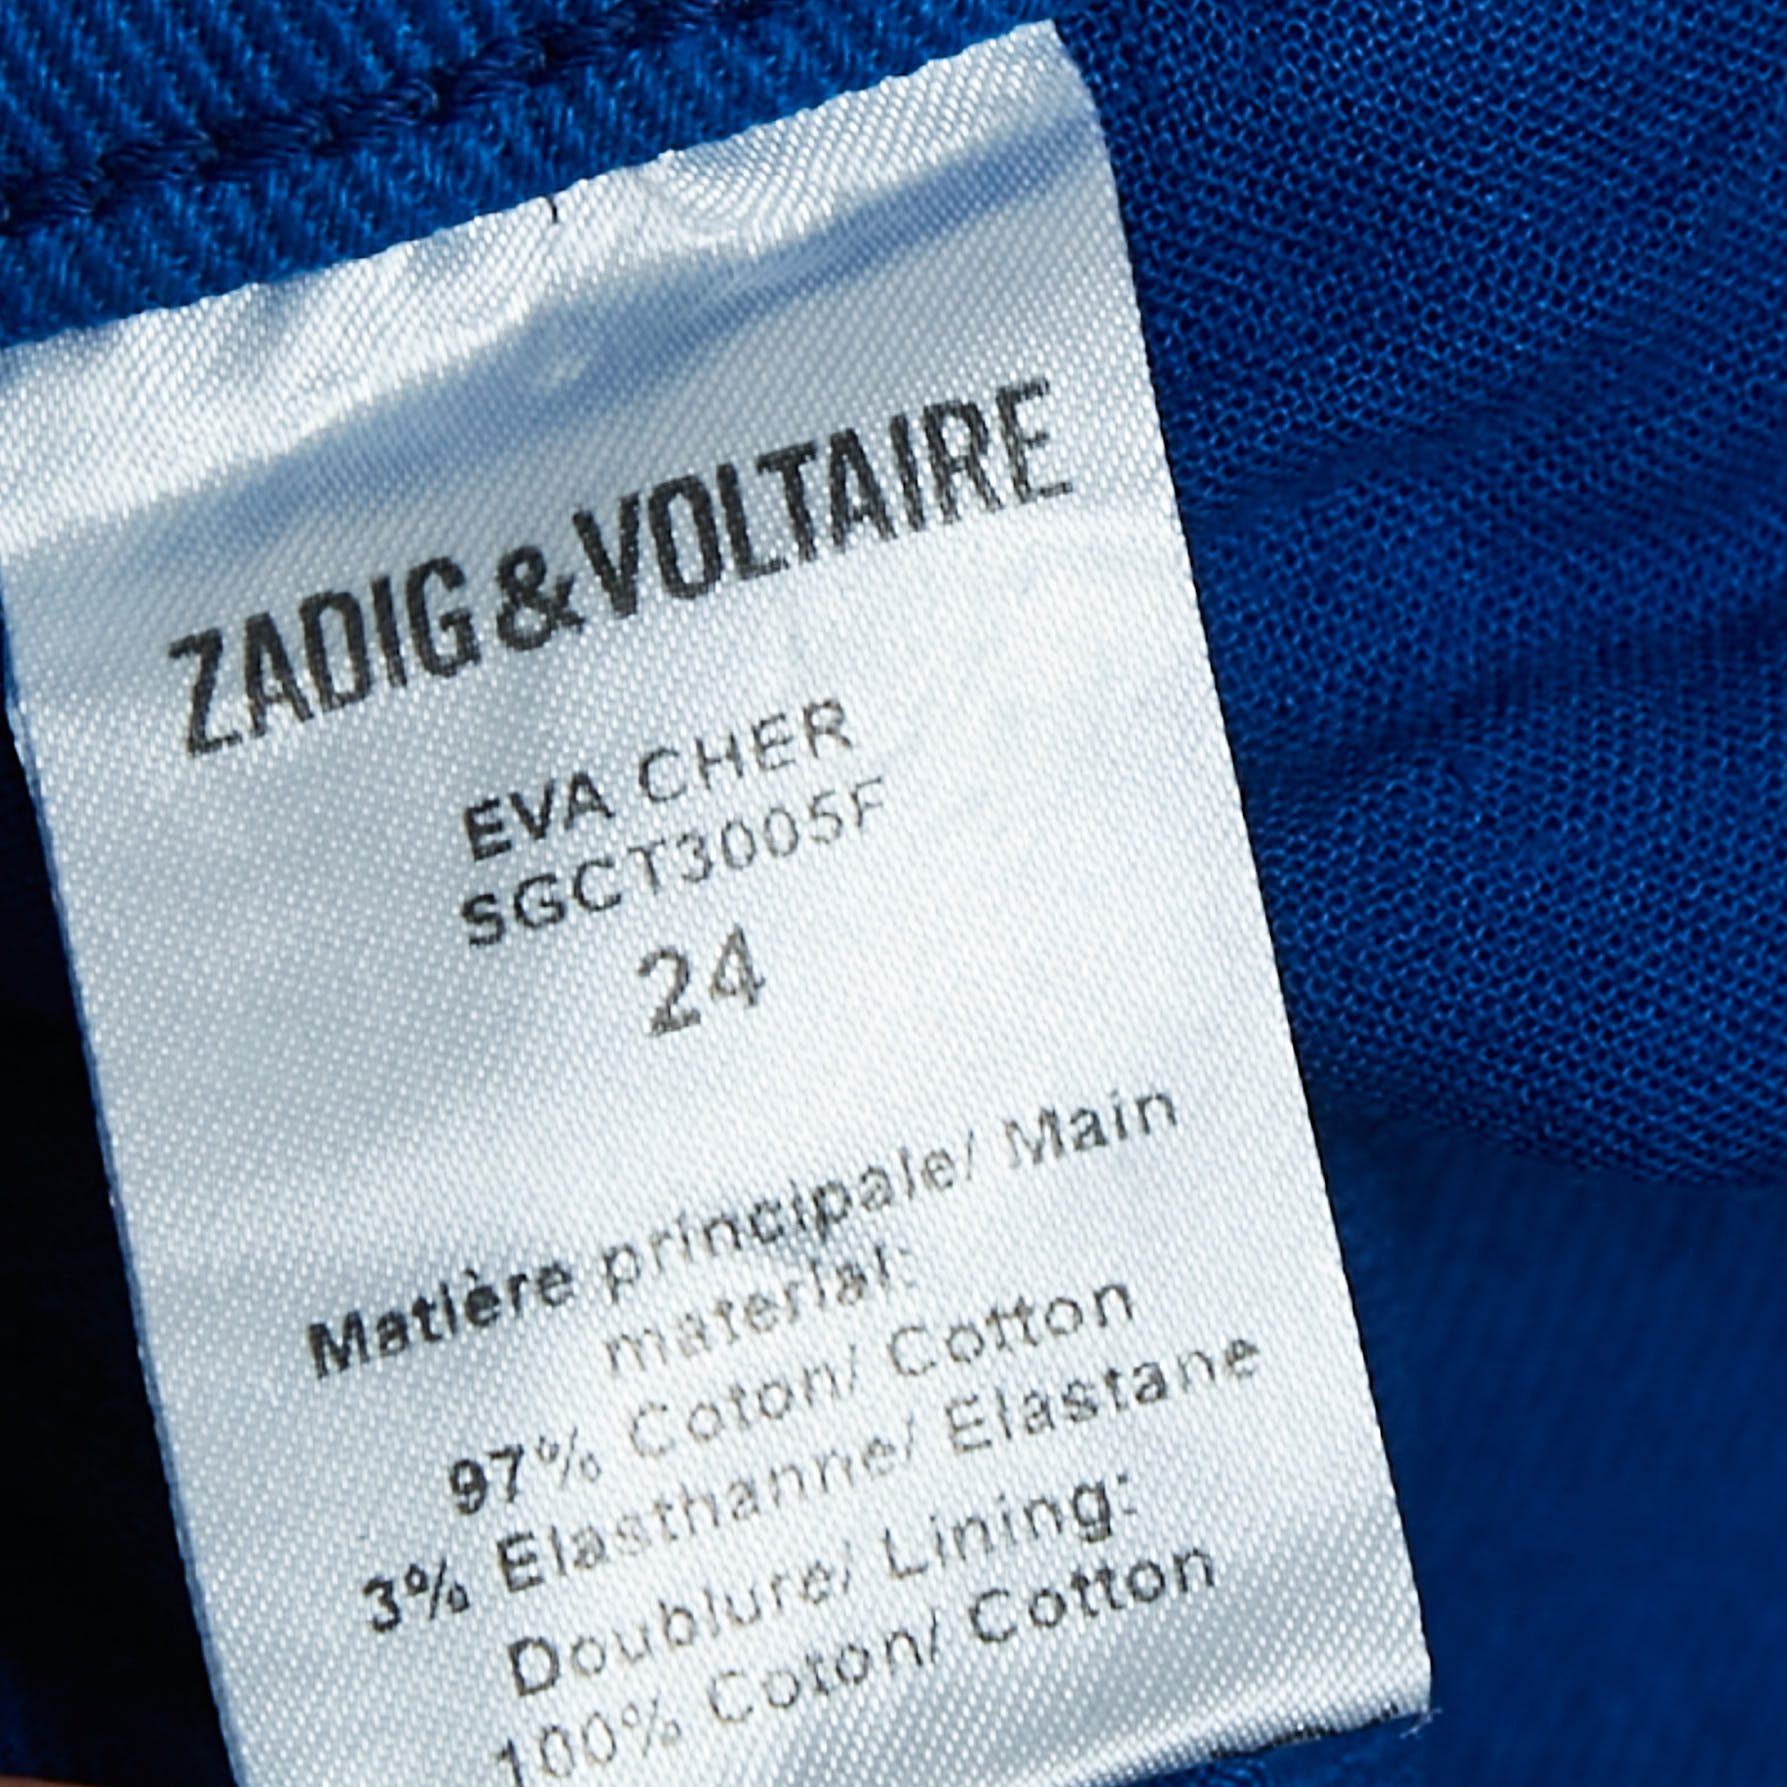 ZADIG & VOLTAIRE
EVA CHER
SGCT3005F
24
Matière principale/ Main
material:
97% Coton/ Cotton
3% Elasthanne/ Elastane
Doublure/ Lining:
100% Coton/ Cotton